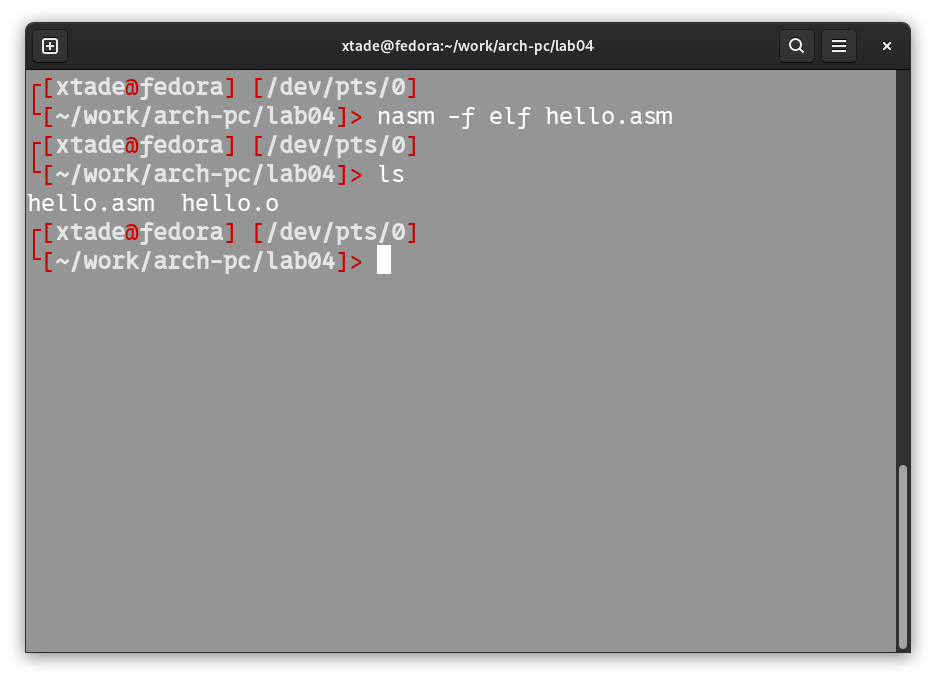 xtade@fedora:~/work/arch-pc/lab04
[xtade@fedora] [/dev/pts/0]
[~/work/arch-pc/lab04]> nasm -f elf hello.asm
[xtade@fedora] [/dev/pts/0]
[~/work/arch-pc/lab04]> ls
hello.asm  hello.o
[xtade@fedora] [/dev/pts/0]
[~/work/arch-pc/lab04]>